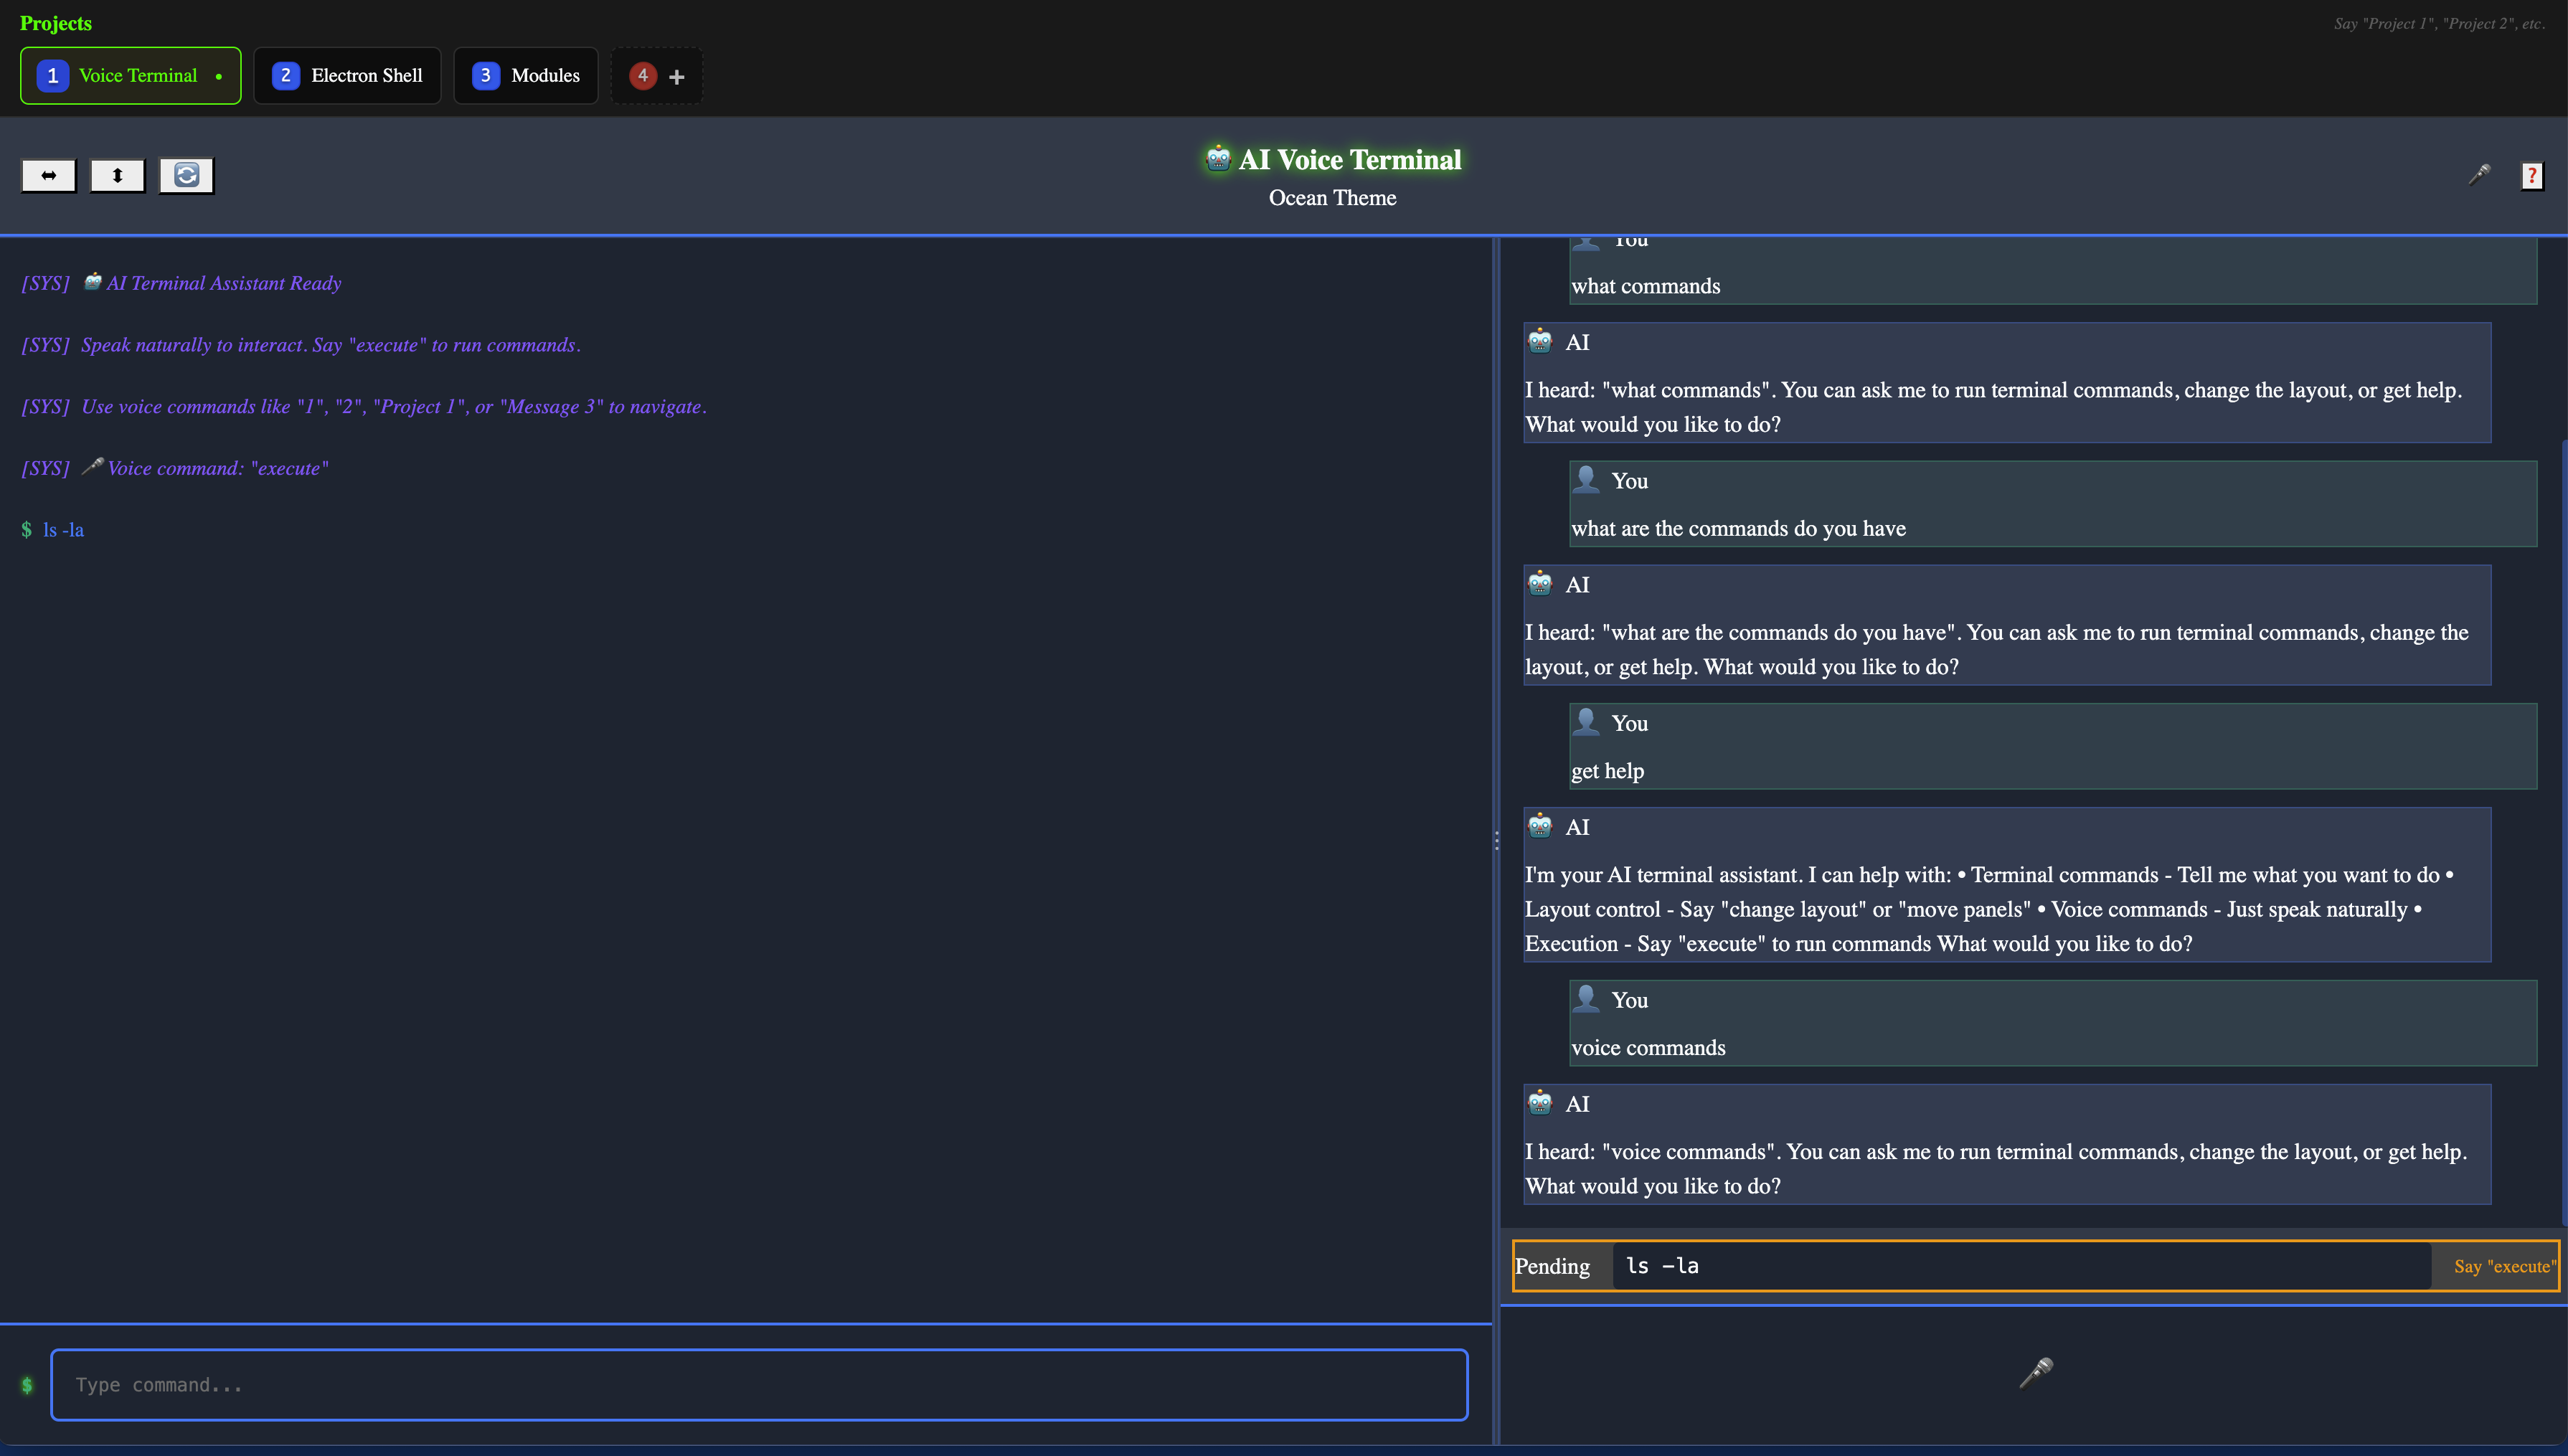 Projects
Say "Project 1", "Project 2", etc.
1 Voice Terminal
2 Electron Shell
3 Modules
4 +
AI Voice Terminal
Ocean Theme
?
[SYS] AI Terminal Assistant Ready
[SYS] Speak naturally to interact. Say "execute" to run commands.
[SYS] Use voice commands like "1", "2", "Project 1", or "Message 3" to navigate.
[SYS] Voice command: "execute"
$ ls -la
$ Type command...
You
what commands
AI
I heard: "what commands". You can ask me to run terminal commands, change the layout, or get help.
What would you like to do?
You
what are the commands do you have
AI
I heard: "what are the commands do you have". You can ask me to run terminal commands, change the
layout, or get help. What would you like to do?
You
get help
AI
I'm your AI terminal assistant. I can help with: • Terminal commands - Tell me what you want to do •
Layout control - Say "change layout" or "move panels" • Voice commands - Just speak naturally •
Execution - Say "execute" to run commands What would you like to do?
You
voice commands
AI
I heard: "voice commands". You can ask me to run terminal commands, change the layout, or get help.
What would you like to do?
Pending ls -la Say "execute"